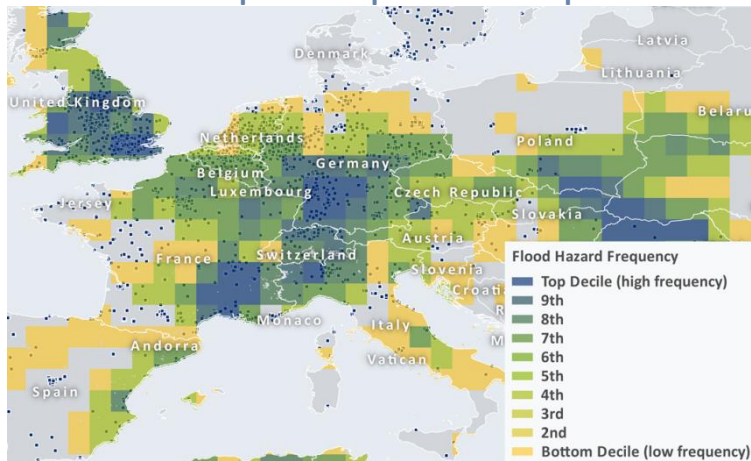 Latvia
Denmark
Lithuania
United Kingdom
Belaru
Netherlands
Poland
Belgium
Germany
Luxembourg
Czech Republic
Jersey
Slovakia
Austria
France
Switzerland
Slovenia
Croatia
Monaco
Italy
Andorra
Vatican
Spain
Flood Hazard Frequency
Top Decile (high frequency)
9th
8th
7th
6th
5th
4th
3rd
2nd
Bottom Decile (low frequency)